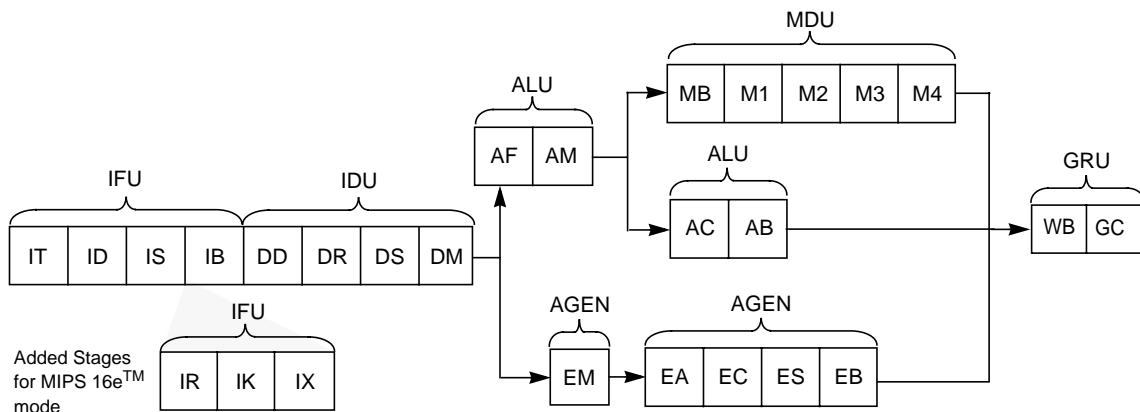 MDU
MB M1 M2 M3 M4
ALU
AF AM
ALU
AC AB
GRU
WB GC
IFU
IDU
IT ID IS IB DD DR DS DM
AGEN
EM
AGEN
EA EC ES EB
IFU
IR IK IX
Added Stages
for MIPS 16e™
mode